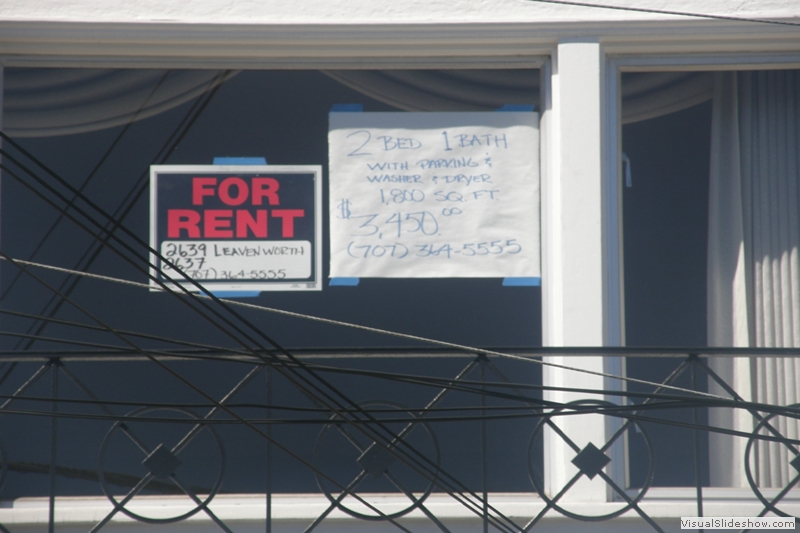 FOR
RENT
2639 LEAVENWORTH
2637
(707) 364-5555
2 BED 1 BATH
WITH PARKING &
WASHER & DRYER
1,800 SQ. FT
$3,450.00
(707) 364-5555
VisualSlideshow.com